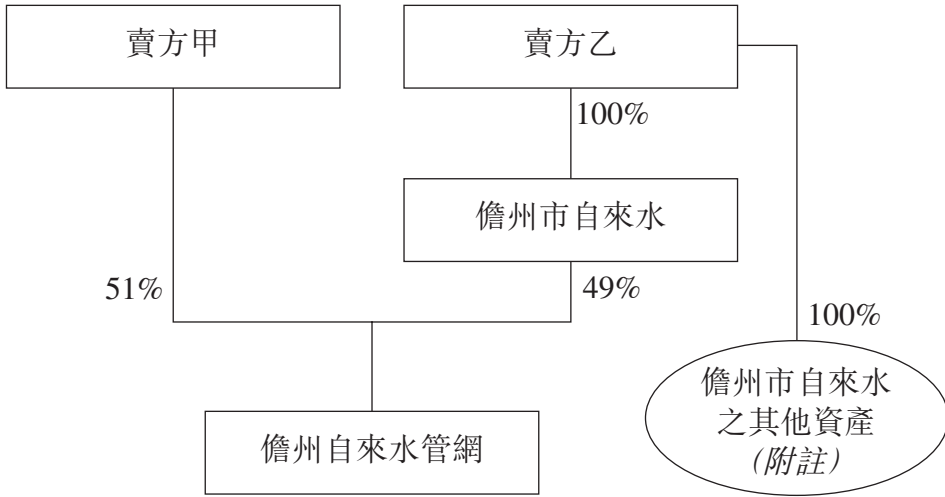 賣方甲
賣方乙
100%
儋州市自來水
51%
49%
100%
儋州市自來水
之其他資產
(附註)
儋州自來水管網